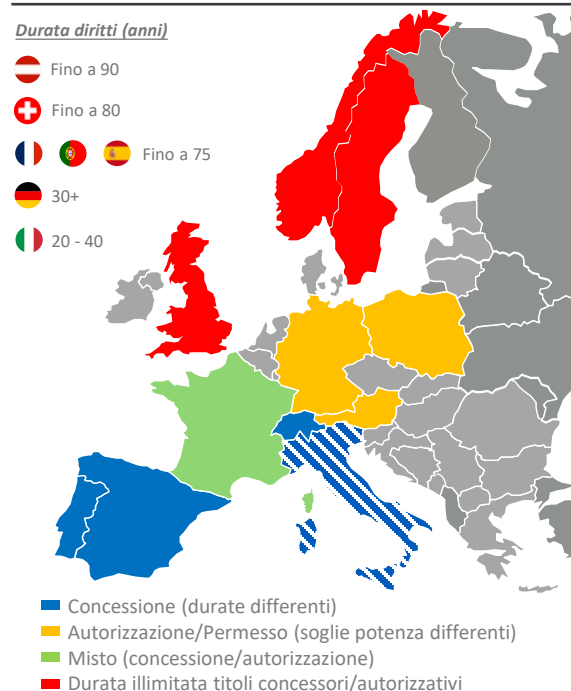 Durata diritti (anni)
Fino a 90
Fino a 80
Fino a 75
30+
20 - 40
Concessione (durate differenti)
Autorizzazione/Permesso (soglie potenza differenti)
Misto (concessione/autorizzazione)
Durata illimitata titoli concessori/autorizzativi